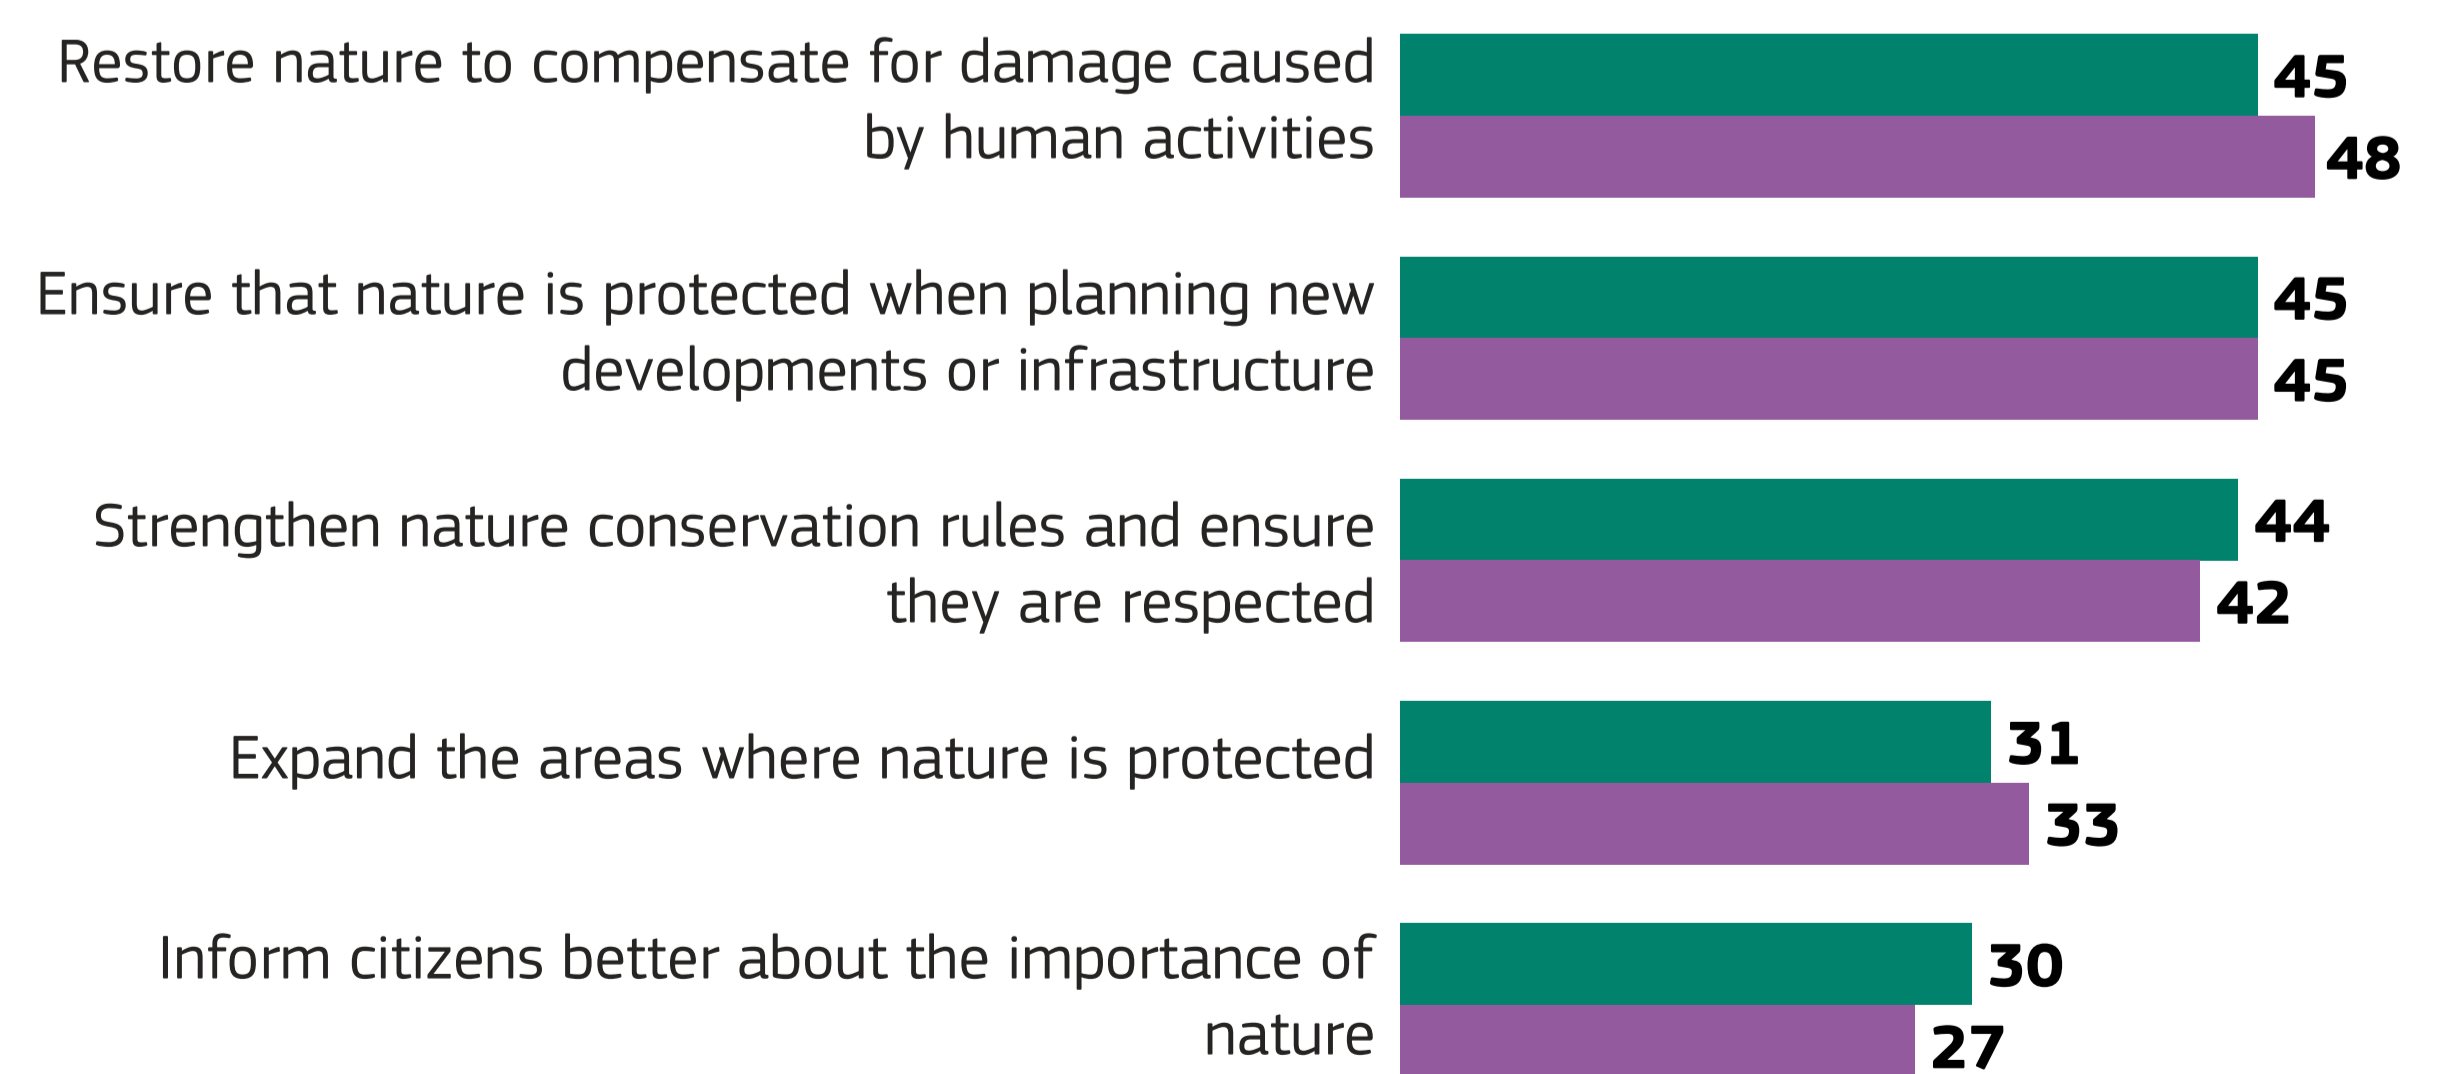 Restore nature to compensate for damage caused
by human activities
45
48
Ensure that nature is protected when planning new
developments or infrastructure
45
45
Strengthen nature conservation rules and ensure
they are respected
44
42
Expand the areas where nature is protected
31
33
Inform citizens better about the importance of
nature
30
27